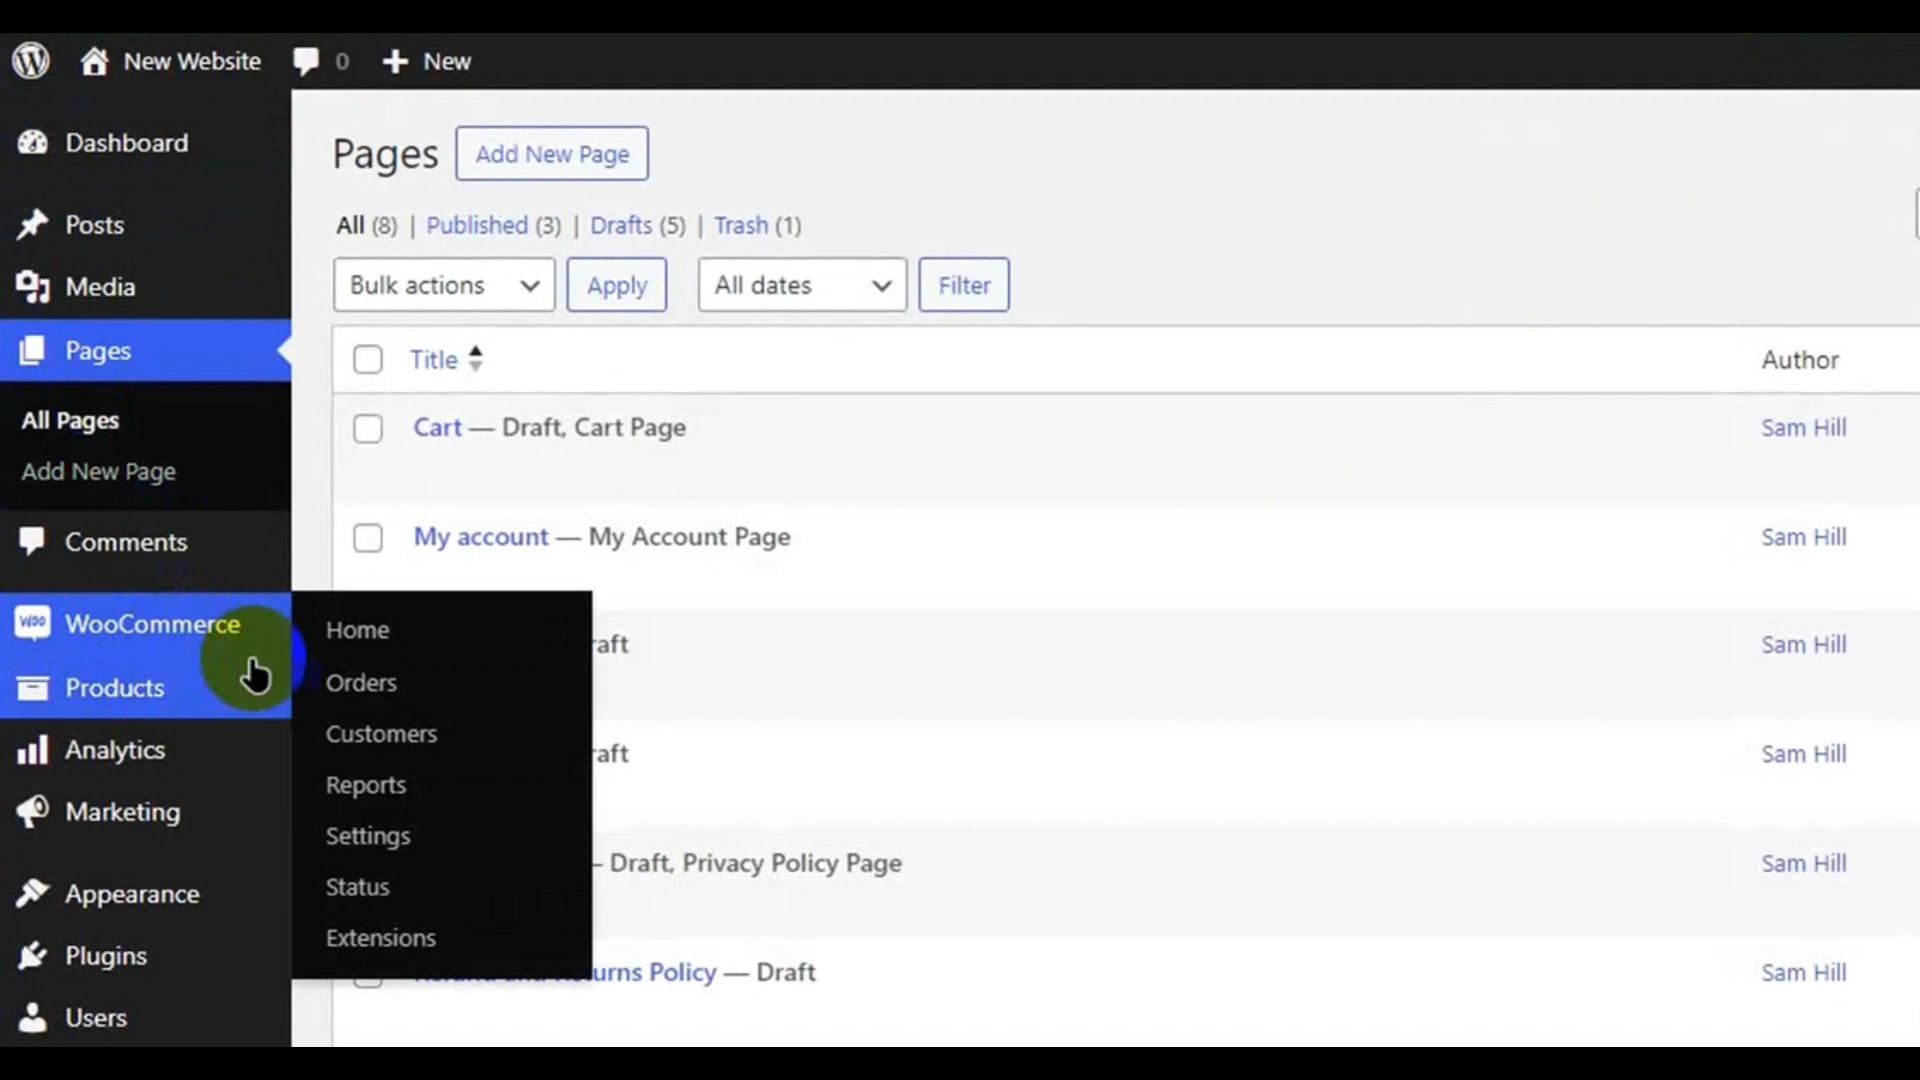 New Website 0 New
Dashboard
Posts
Media
Pages
All Pages
Add New Page
Comments
WOO WooCommerce
Products
Analytics
Marketing
Appearance
Plugins
Users
Home
Orders
Customers
Reports
Settings
Status
Extensions
Pages Add New Page
All (8) | Published (3) | Drafts (5) | Trash (1)
Bulk actions Apply All dates Filter
Title Author
Cart — Draft, Cart Page Sam Hill
My account — My Account Page Sam Hill
raft Sam Hill
raft Sam Hill
– Draft, Privacy Policy Page Sam Hill
urns Policy — Draft Sam Hill